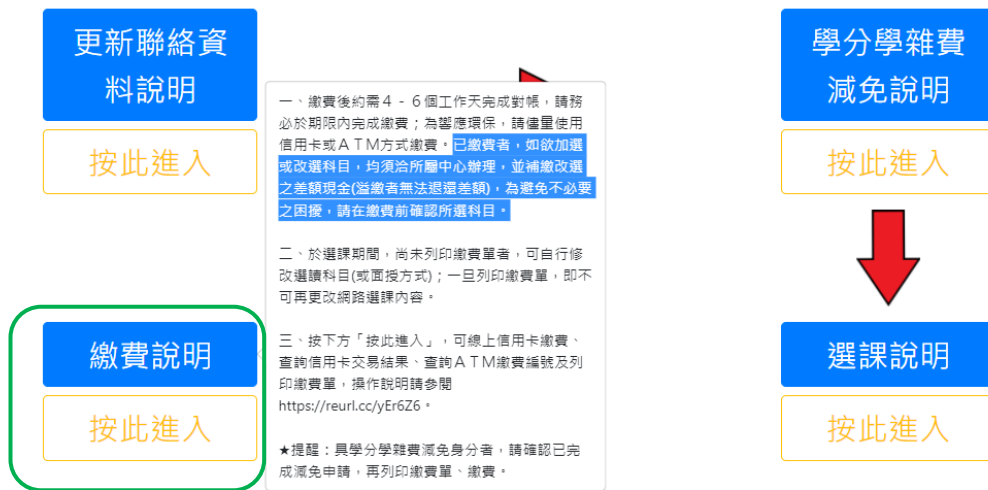 更新聯絡資
料說明
按此進入
學分學雜費
減免說明
按此進入
一、繳費後約需４－６個工作天完成對帳，請務
必於期限內完成繳費；為響應環保，請儘量使用
信用卡或ＡＴＭ方式繳費。已繳費者，如欲加選
或改選科目，均須洽所屬中心辦理，並補繳改選
之差額現金(溢繳者無法退還差額)，為避免不必要
之困擾，請在繳費前確認所選科目。
二、於選課期間，尚未列印繳費單者，可自行修
改選讀科目(或面授方式)；一旦列印繳費單，即不
可再更改網路選課內容。
三、按下方「按此進入」，可線上信用卡繳費、
查詢信用卡交易結果、查詢ＡＴＭ繳費編號及列
印繳費單，操作說明請參閱
https://reurl.cc/yEr6Z6。
★提醒：具學分學雜費減免身分者，請確認已完
成減免申請，再列印繳費單、繳費。
繳費說明
按此進入
選課說明
按此進入